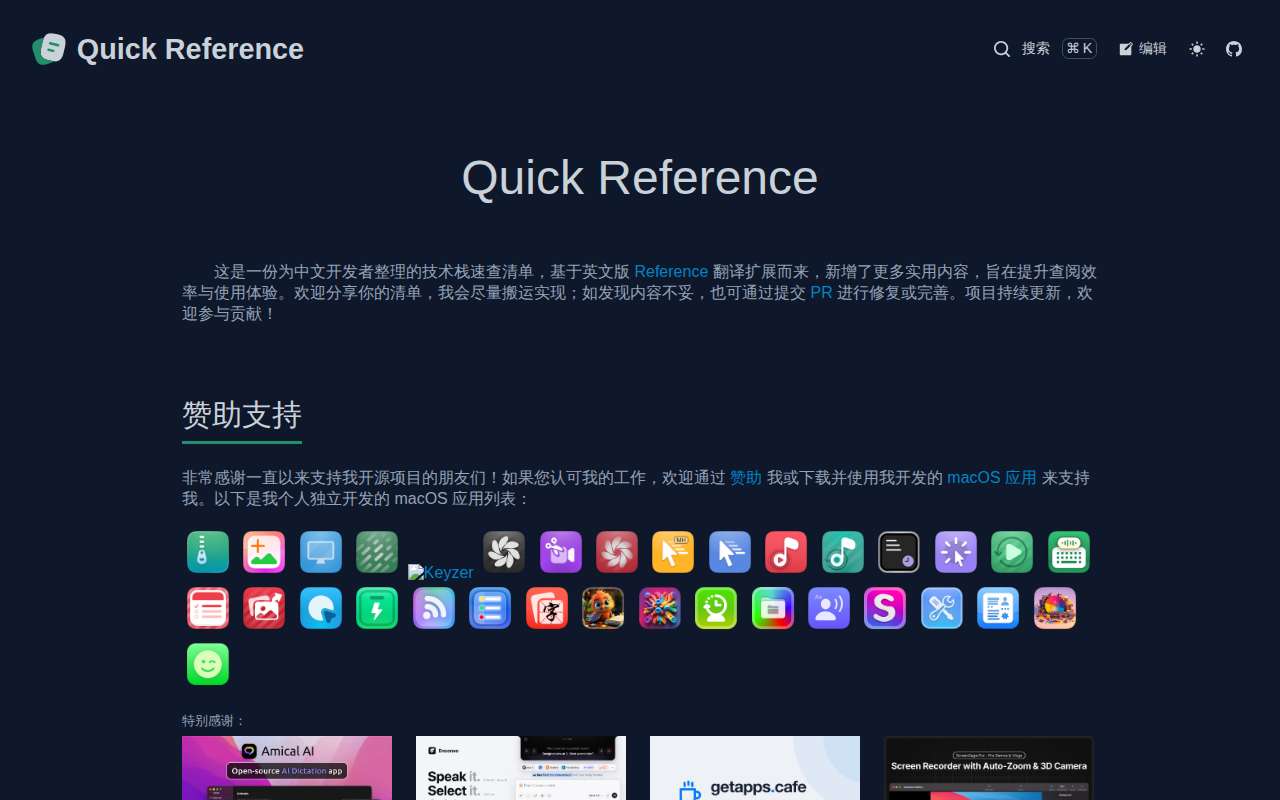 Quick Reference
搜索 ⌘ K 编辑
Quick Reference
这是一份为中文开发者整理的技术栈速查清单，基于英文版 Reference 翻译扩展而来，新增了更多实用内容，旨在提升查阅效
率与使用体验。欢迎分享你的清单，我会尽量搬运实现；如发现内容不妥，也可通过提交 PR 进行修复或完善。项目持续更新，欢
迎参与贡献！
赞助支持
非常感谢一直以来支持我开源项目的朋友们！如果您认可我的工作，欢迎通过 赞助 我或下载并使用我开发的 macOS 应用 来支持
我。以下是我个人独立开发的 macOS 应用列表：
Keyzer
字
S
特别感谢：
Amical AI
Open-source AI Dictation app
Speak it.
Select it.
getapps.cafe
Screen Recorder with Auto-Zoom & 3D Camera